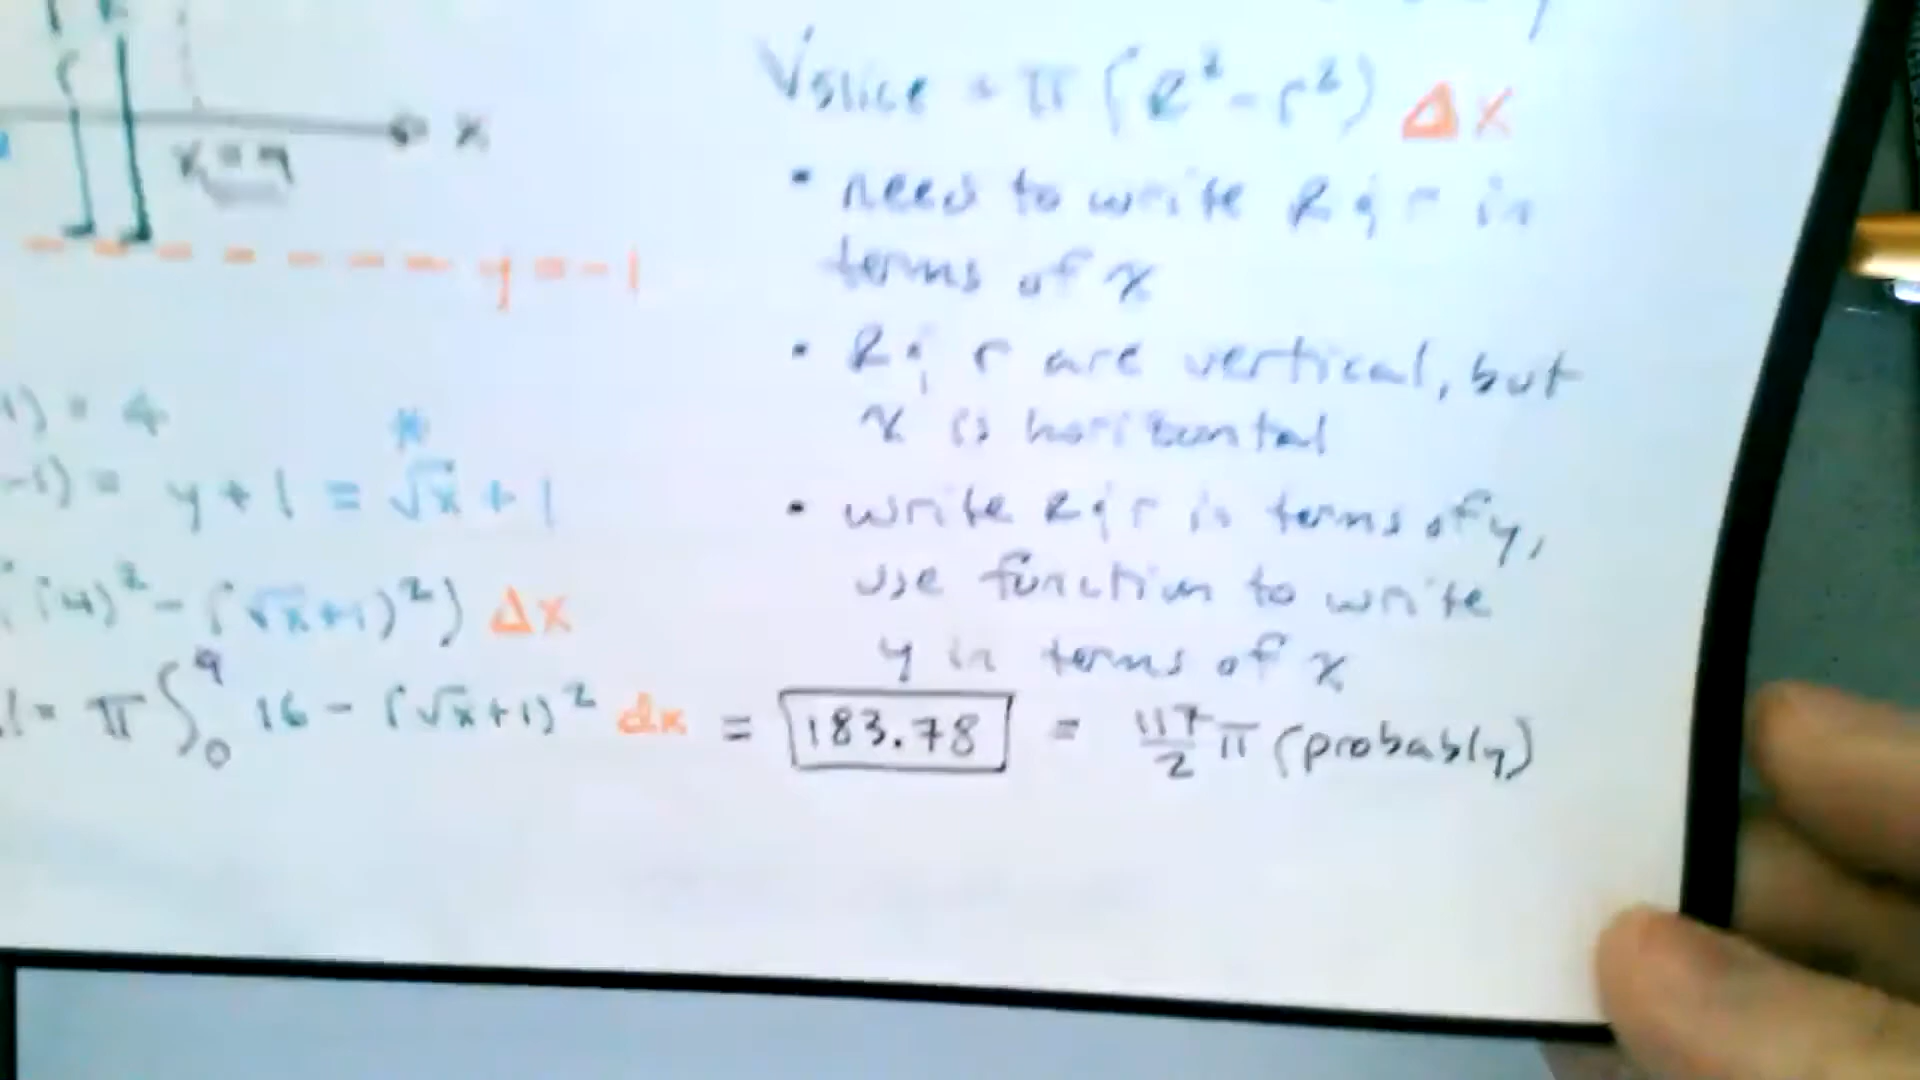 Vslice = π (R² - r²) Δx
x
x = 9
• need to write R & r in
terms of x
y = -1
• R & r are vertical, but
x is horizontal
1) = 4
*
-1) = y + 1 = √x + 1
• write R & r in terms of y,
use function to write
y in terms of x
(4)² - (√x+1)²) Δx
= π ∫₀⁹ 16 - (√x+1)² dx = 183.78 = 117/2 π (probably)